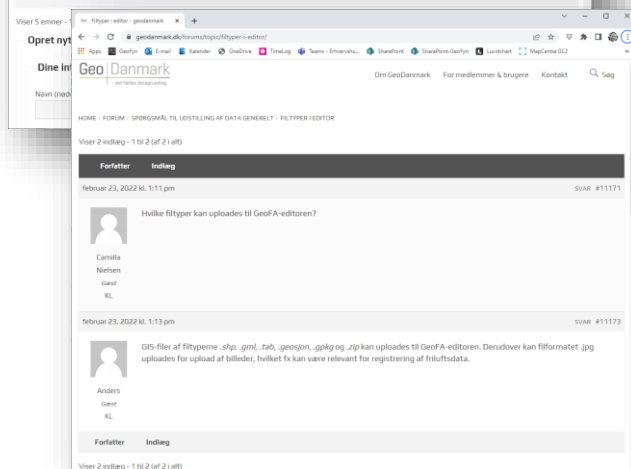 Viser 5 emner -
Opret nyt
Dine in
Navn (nød
Filtyper i editor - geodanmark
geodanmark.dk/forums/topic/filtyper-i-editor/
Apps Geofyn E-mail Kalender OneDrive TimeLog Teams - Erhvervshu... SharePoint SharePoint-Geofyn Lucidchart MapCentia GC2
Geo Danmark
- det fælles datagrundlag
Om GeoDanmark For medlemmer & brugere Kontakt Søg
HOME / FORUM / SPØRGSMÅL TIL UDSTILLING AF DATA GENERELT / FILTYPER I EDITOR
Viser 2 indlæg - 1 til 2 (af 2 i alt)
Forfatter Indlæg
februar 23, 2022 kl. 1:11 pm SVAR #11171
Hvilke filtyper kan uploades til GeoFA-editoren?
Camilla
Nielsen
Gæst
KL
februar 23, 2022 kl. 1:13 pm SVAR #11173
GIS-filer af filtyperne .shp, .gml, .tab, .geosjon, .gpkg og .zip kan uploades til GeoFA-editoren. Derudover kan filformatet .jpg
uploades for upload af billeder, hvilket fx kan være relevant for registrering af friluftsdata.
Anders
Gæst
KL
Forfatter Indlæg
Viser 2 indlæg - 1 til 2 (af 2 i alt)